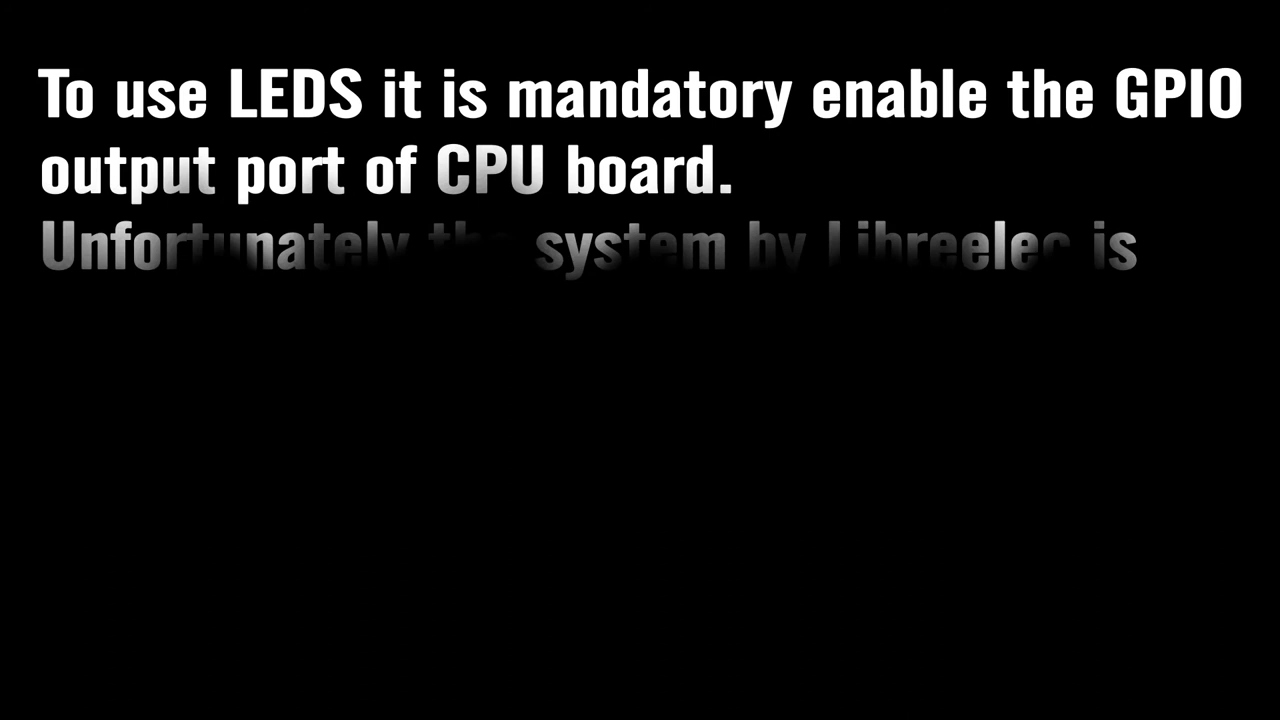 To use LEDS it is mandatory enable the GPIO
output port of CPU board.
Unfortunately the system by Libreelec is